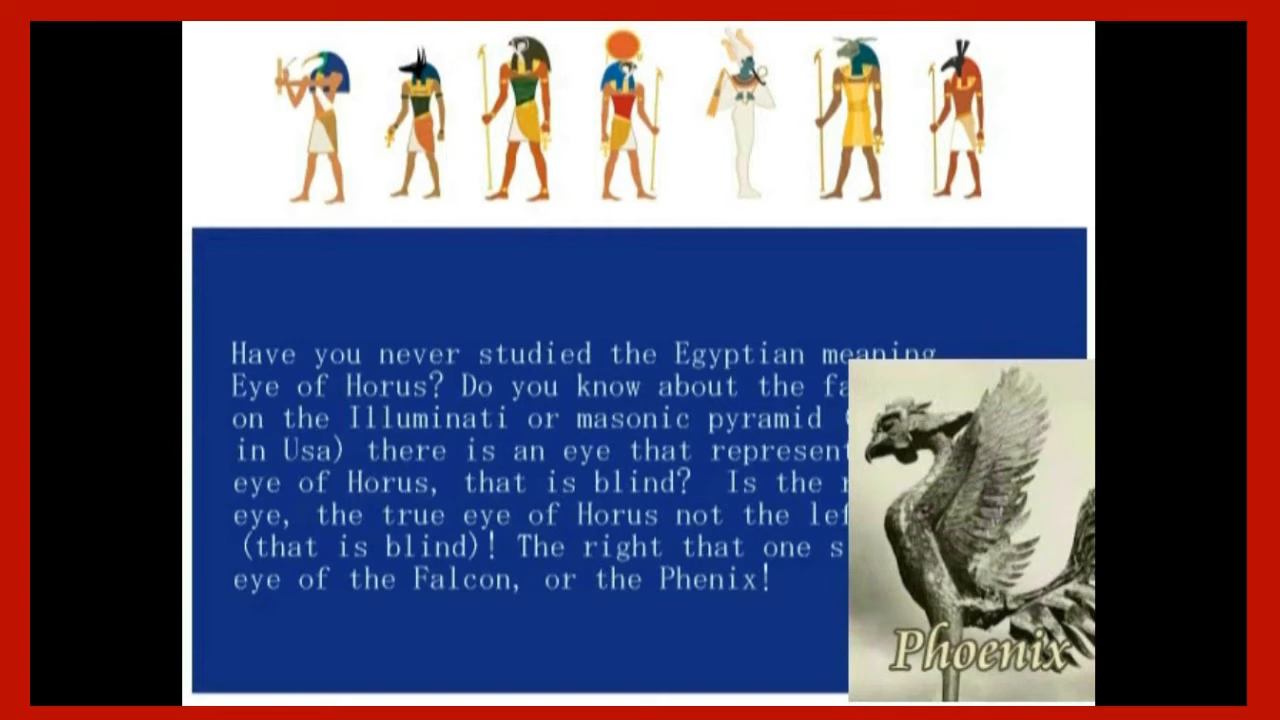 Have you never studied the Egyptian meaning
Eye of Horus? Do you know about the
on the Illuminati or masonic pyramid
in Usa) there is an eye that represent
eye of Horus, that is blind? Is the
eye, the true eye of Horus not the
(that is blind)! The right that one
eye of the Falcon, or the Phenix!
Phoenix